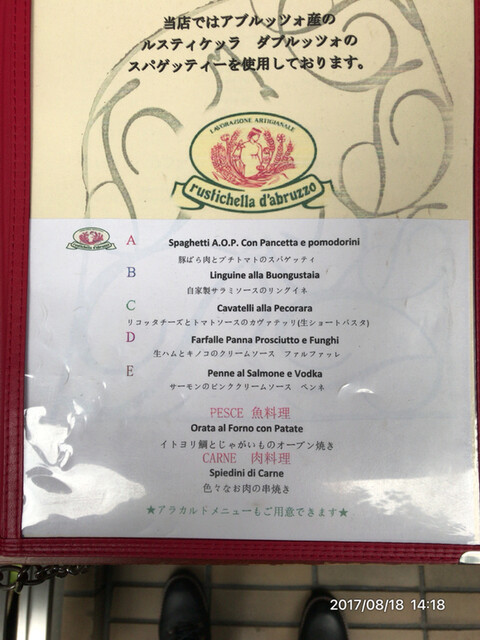 当店ではアブルッツォ産の
ルスティケッラ　ダブルッツォの
スパゲッティーを使用しております。
LAVORAZIONE ARTIGIANALE
rustichella d'abruzzo
A Spaghetti A.O.P. Con Pancetta e pomodorini
豚ばら肉とプチトマトのスパゲッティ
B Linguine alla Buongustaia
自家製サラミソースのリングイネ
C Cavatelli alla Pecorara
リコッタチーズとトマトソースのカヴァテッリ(生ショートパスタ)
D Farfalle Panna Prosciutto e Funghi
生ハムとキノコのクリームソース　ファルファッレ
E Penne al Salmone e Vodka
サーモンのピンククリームソース　ペンネ
PESCE 魚料理
Orata al Forno con Patate
イトヨリ鯛とじゃがいものオーブン焼き
CARNE　肉料理
Spiedini di Carne
色々なお肉の串焼き
★アラカルトメニューもご用意できます★
2017/08/18 14:18